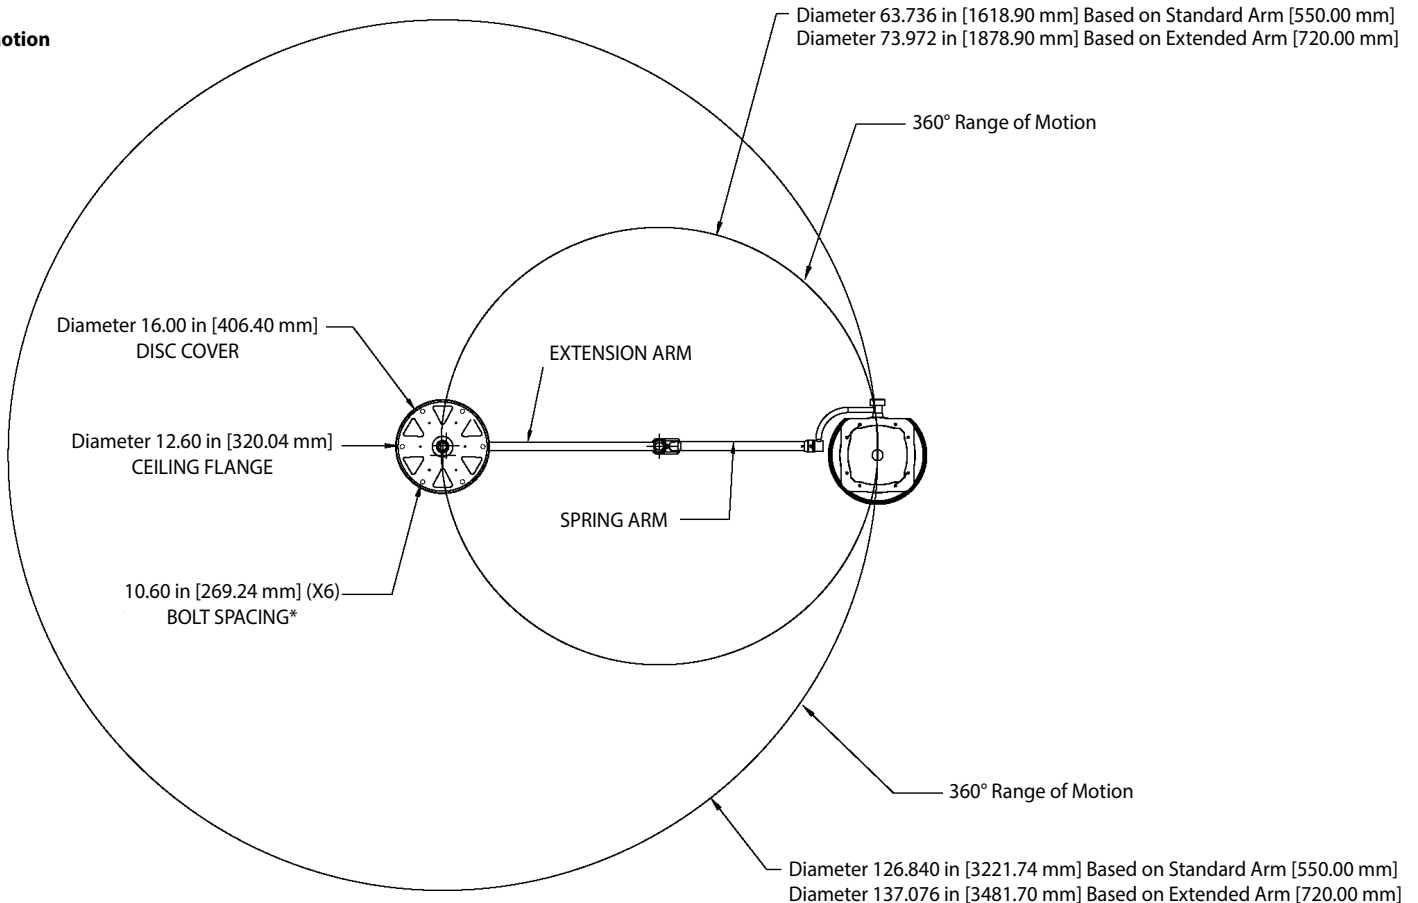 Diameter 63.736 in [1618.90 mm] Based on Standard Arm [550.00 mm]
Diameter 73.972 in [1878.90 mm] Based on Extended Arm [720.00 mm]
360° Range of Motion
Diameter 16.00 in [406.40 mm]
DISC COVER
EXTENSION ARM
Diameter 12.60 in [320.04 mm]
CEILING FLANGE
SPRING ARM
10.60 in [269.24 mm] (X6)
BOLT SPACING*
360° Range of Motion
Diameter 126.840 in [3221.74 mm] Based on Standard Arm [550.00 mm]
Diameter 137.076 in [3481.70 mm] Based on Extended Arm [720.00 mm]